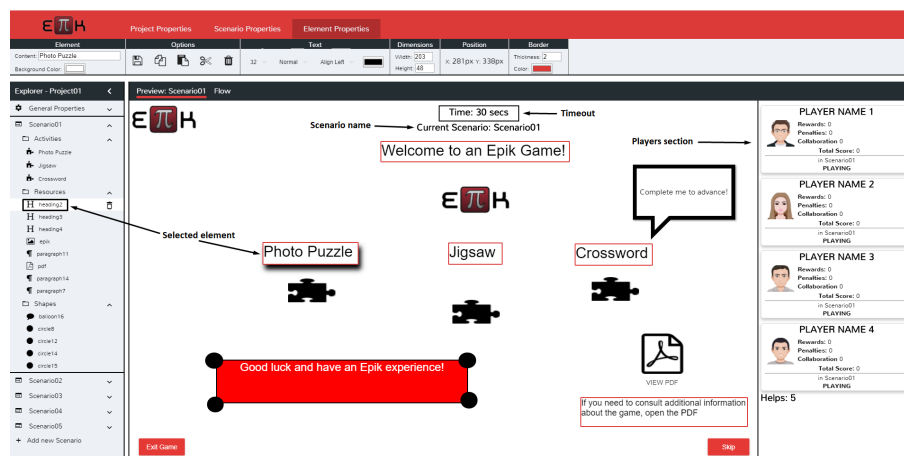 EπK
Project Properties Scenario Properties Element Properties
Element Options Text Dimensions Position Border
Content: Photo Puzzle
Background Color:
32 Normal Align Left
Width: 203
Height: 48
X: 281px Y: 338px
Thickness: 2
Color:
Explorer - Project01
Preview: Scenario01 Flow
General Properties
Scenario01
Activities
Photo Puzzle
Jigsaw
Crossword
Resources
heading2
heading3
heading4
epik
paragraph11
pdf
paragraph14
paragraph7
Shapes
balloon16
circle8
circle12
circle14
circle15
Scenario02
Scenario03
Scenario04
Scenario05
+ Add new Scenario
EπK
Time: 30 secs
Timeout
Scenario name
Current Scenario: Scenario01
Welcome to an Epik Game!
Players section
EπK
Complete me to advance!
Selected element
Photo Puzzle
Jigsaw
Crossword
Good luck and have an Epik experience!
VIEW PDF
If you need to consult additional information
about the game, open the PDF
Exit Game
Skip
PLAYER NAME 1
Rewards: 0
Penalties: 0
Collaboration 0
Total Score: 0
in Scenario01
PLAYING
PLAYER NAME 2
Rewards: 0
Penalties: 0
Collaboration 0
Total Score: 0
in Scenario01
PLAYING
PLAYER NAME 3
Rewards: 0
Penalties: 0
Collaboration 0
Total Score: 0
in Scenario01
PLAYING
PLAYER NAME 4
Rewards: 0
Penalties: 0
Collaboration 0
Total Score: 0
in Scenario01
PLAYING
Helps: 5